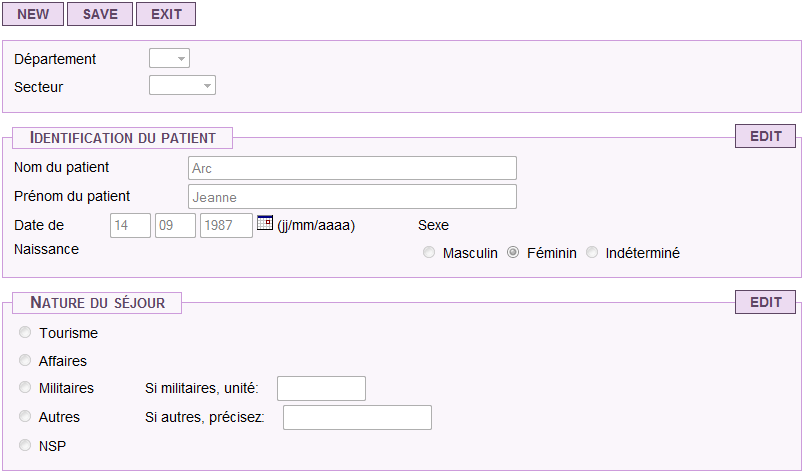 NEW SAVE EXIT
Département
Secteur
IDENTIFICATION DU PATIENT EDIT
Nom du patient Arc
Prénom du patient Jeanne
Date de Naissance 14 09 1987 (jj/mm/aaaa) Sexe
Masculin Féminin Indéterminé
NATURE DU SÉJOUR EDIT
Tourisme
Affaires
Militaires Si militaires, unité:
Autres Si autres, précisez:
NSP